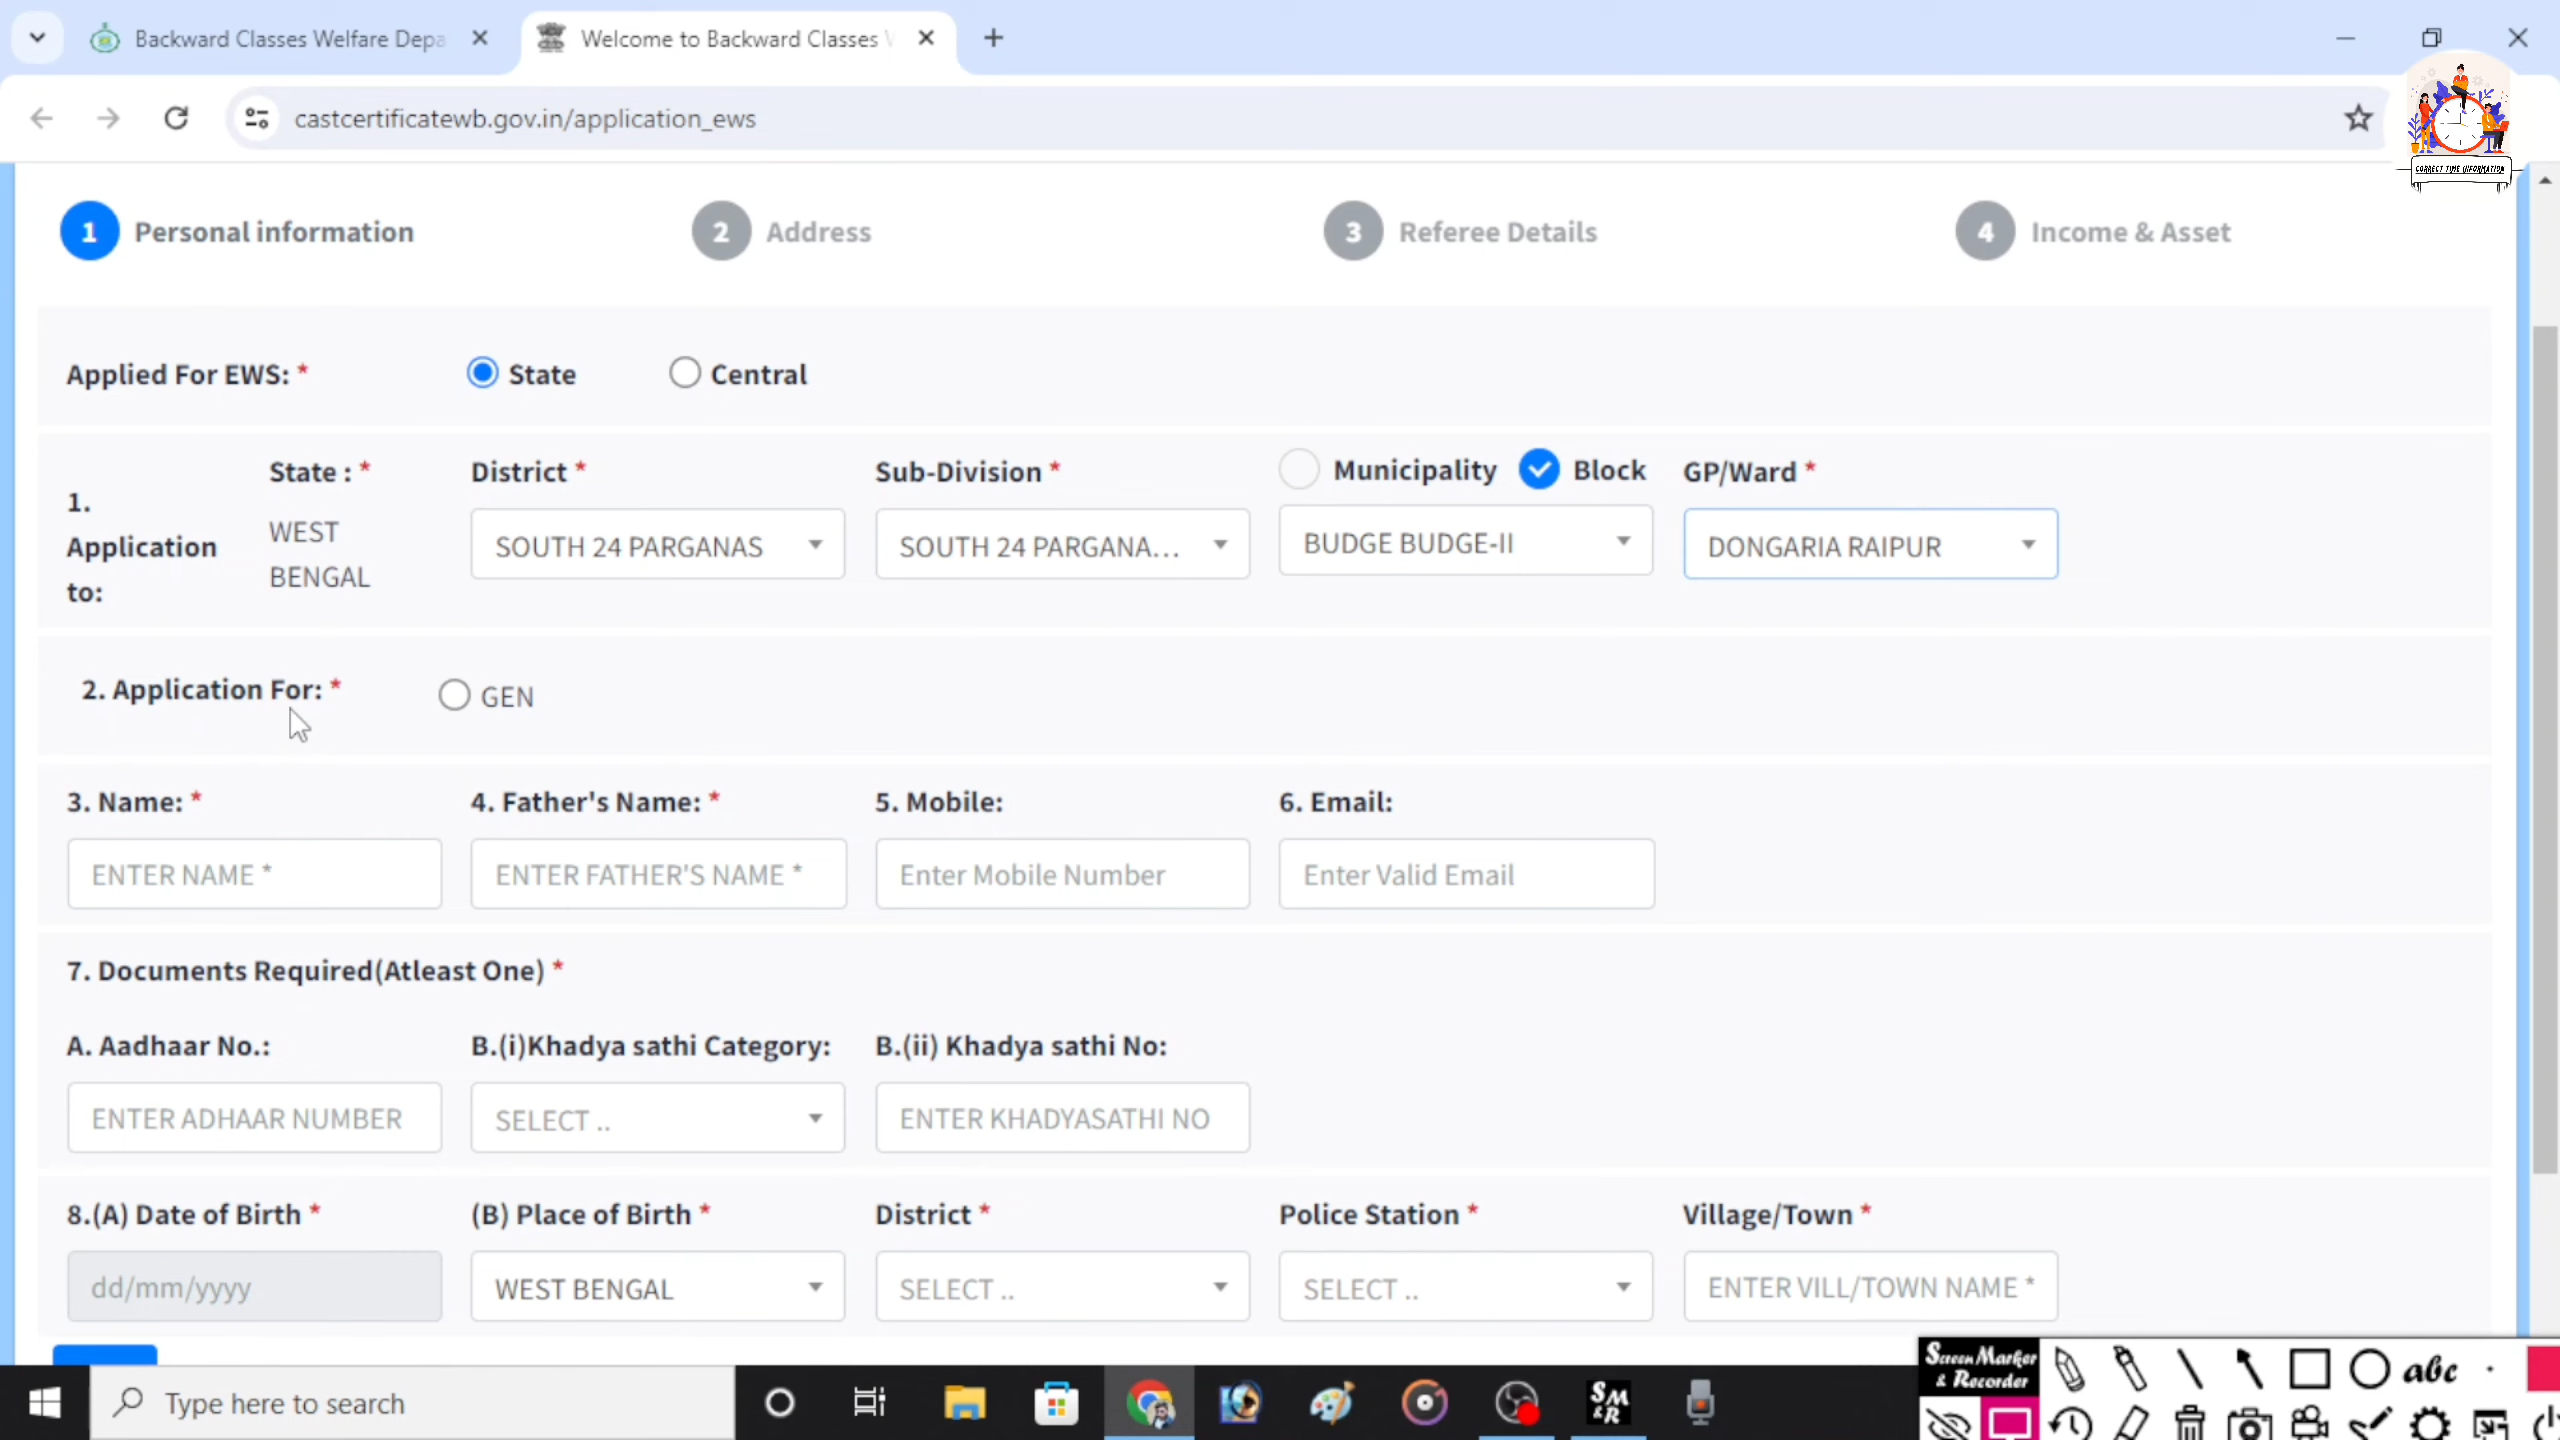 Backward Classes Welfare Depa
Welcome to Backward Classes
castcertificatewb.gov.in/application_ews
CORRECT TIME INFORMATION
1 Personal information
2 Address
3 Referee Details
4 Income & Asset
Applied For EWS: * State Central
1. Application to:
State : *
WEST BENGAL
District *
SOUTH 24 PARGANAS
Sub-Division *
SOUTH 24 PARGANA...
Municipality Block
BUDGE BUDGE-II
GP/Ward *
DONGARIA RAIPUR
2. Application For: * GEN
3. Name: * 4. Father's Name: * 5. Mobile: 6. Email:
ENTER NAME * ENTER FATHER'S NAME * Enter Mobile Number Enter Valid Email
7. Documents Required(Atleast One) *
A. Aadhaar No.: B.(i)Khadya sathi Category: B.(ii) Khadya sathi No:
ENTER ADHAAR NUMBER SELECT .. ENTER KHADYASATHI NO
8.(A) Date of Birth * (B) Place of Birth * District * Police Station * Village/Town *
dd/mm/yyyy WEST BENGAL SELECT .. SELECT .. ENTER VILL/TOWN NAME *
Type here to search
S M & R
Screen Marker & Recorder
abc